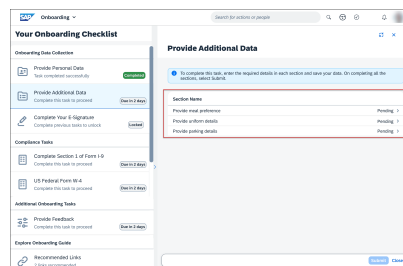 SAP Onboarding
Search for actions or people
Your Onboarding Checklist
Onboarding Data Collection
Provide Personal Data
Task completed successfully
Completed
Provide Additional Data
Complete this task to proceed
Due in 2 days
Complete Your E-Signature
Complete previous tasks to unlock
Locked
Compliance Tasks
Complete Section 1 of Form I-9
Complete this task to proceed
Due in 2 days
US Federal Form W-4
Complete this task to proceed
Due in 2 days
Additional Onboarding Tasks
Provide Feedback
Complete this task to proceed
Due in 2 days
Explore Onboarding Guide
Recommended Links
2 links recommended
Provide Additional Data
To complete this task, enter the required details in each section and save your data. On completing all the
sections, select Submit.
Section Name
Provide meal preference Pending
Provide uniform details Pending
Provide parking details Pending
Submit Close